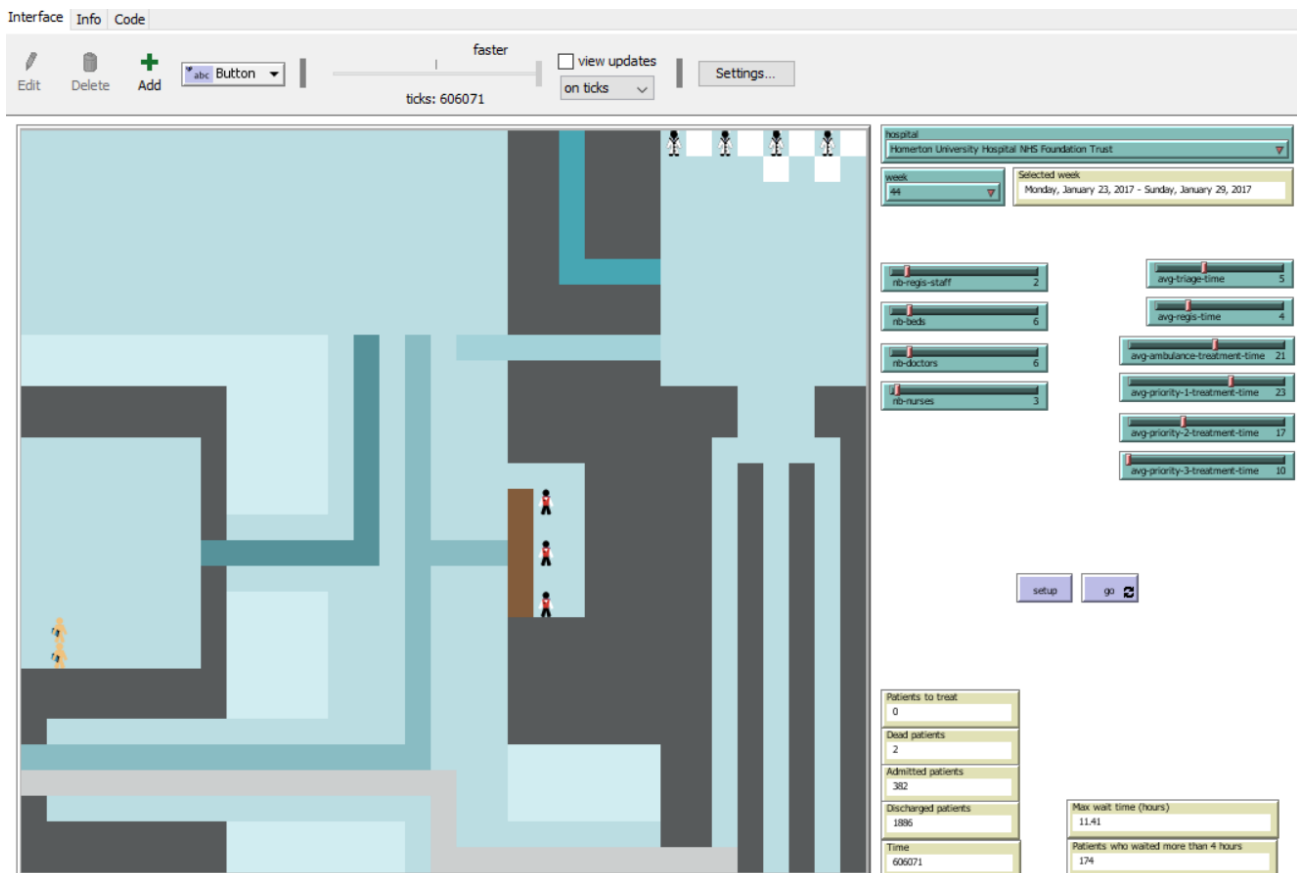 Interface Info Code
faster
view updates
Edit Delete Add abc Button on ticks Settings...
ticks: 606071
hospital
Homerton University Hospital NHS Foundation Trust
week
44
Selected week
Monday, January 23, 2017 - Sunday, January 29, 2017
nb-regis-staff 2
avg-triage-time 5
nb-beds 6
avg-regis-time 4
nb-doctors 6
avg-ambulance-treatment-time 21
nb-nurses 3
avg-priority-1-treatment-time 23
avg-priority-2-treatment-time 17
avg-priority-3-treatment-time 10
setup go
Patients to treat
0
Dead patients
2
Admitted patients
382
Discharged patients
1886
Time
606071
Max wait time (hours)
11.41
Patients who waited more than 4 hours
174